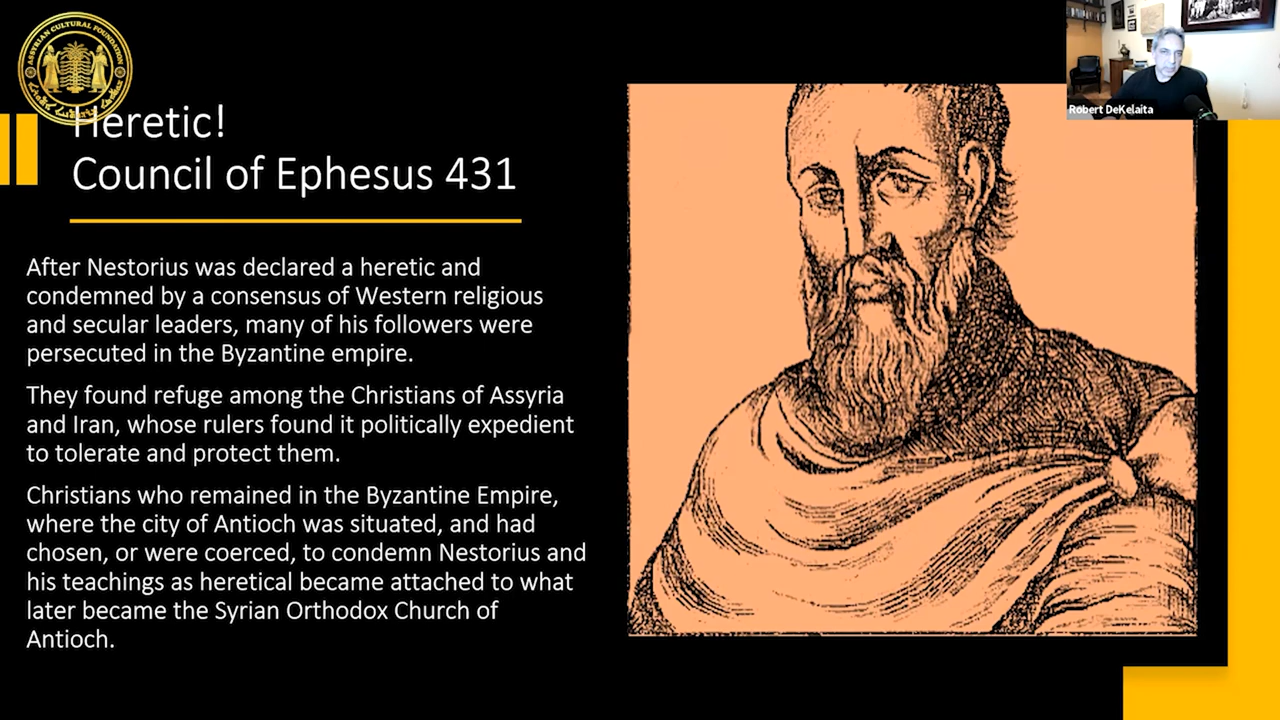 ASSYRIAN CULTURAL FOUNDATION
Robert DeKelaita
Heretic!
Council of Ephesus 431
After Nestorius was declared a heretic and
condemned by a consensus of Western religious
and secular leaders, many of his followers were
persecuted in the Byzantine empire.
They found refuge among the Christians of Assyria
and Iran, whose rulers found it politically expedient
to tolerate and protect them.
Christians who remained in the Byzantine Empire,
where the city of Antioch was situated, and had
chosen, or were coerced, to condemn Nestorius and
his teachings as heretical became attached to what
later became the Syrian Orthodox Church of
Antioch.